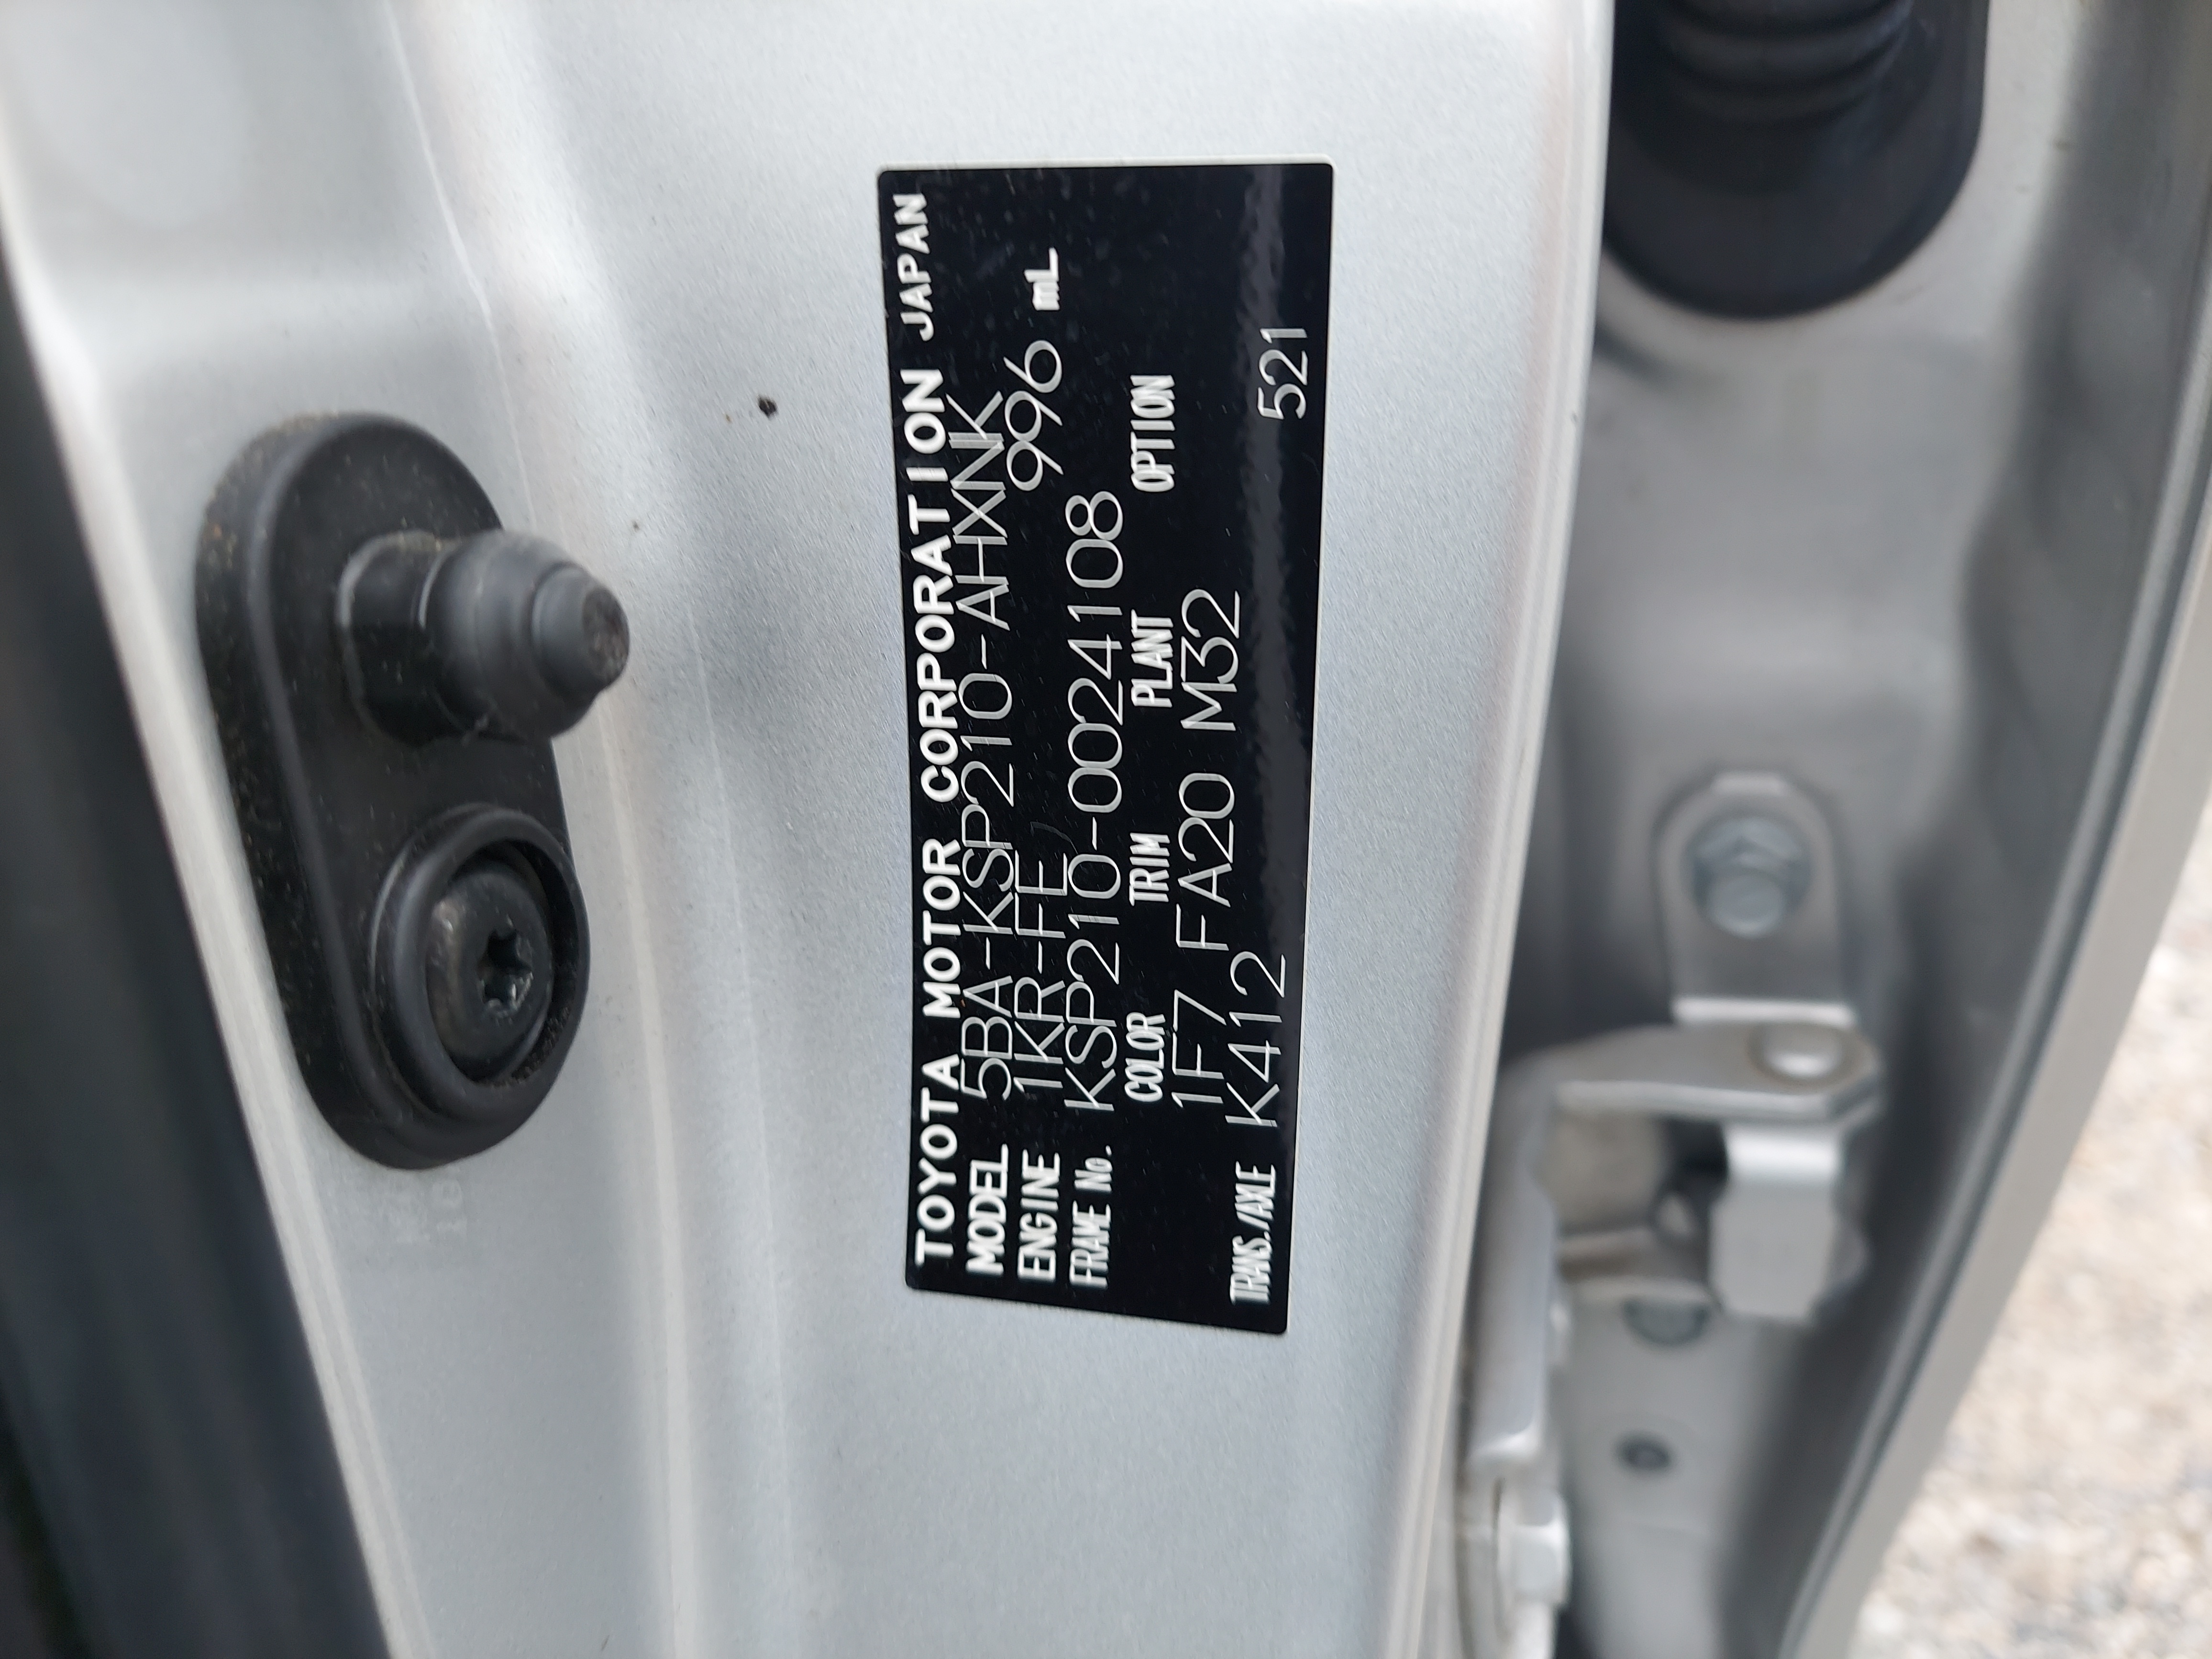 TOYOTA MOTOR CORPORATION JAPAN
MODEL 5BA-KSP210-AHXNK
ENGINE 1KR-FE 996 mL
FRAME No. KSP210-0024108
COLOR TRIM PLANT OPTION
1F7 FA20 M32
TRANS./AXLE K412 521